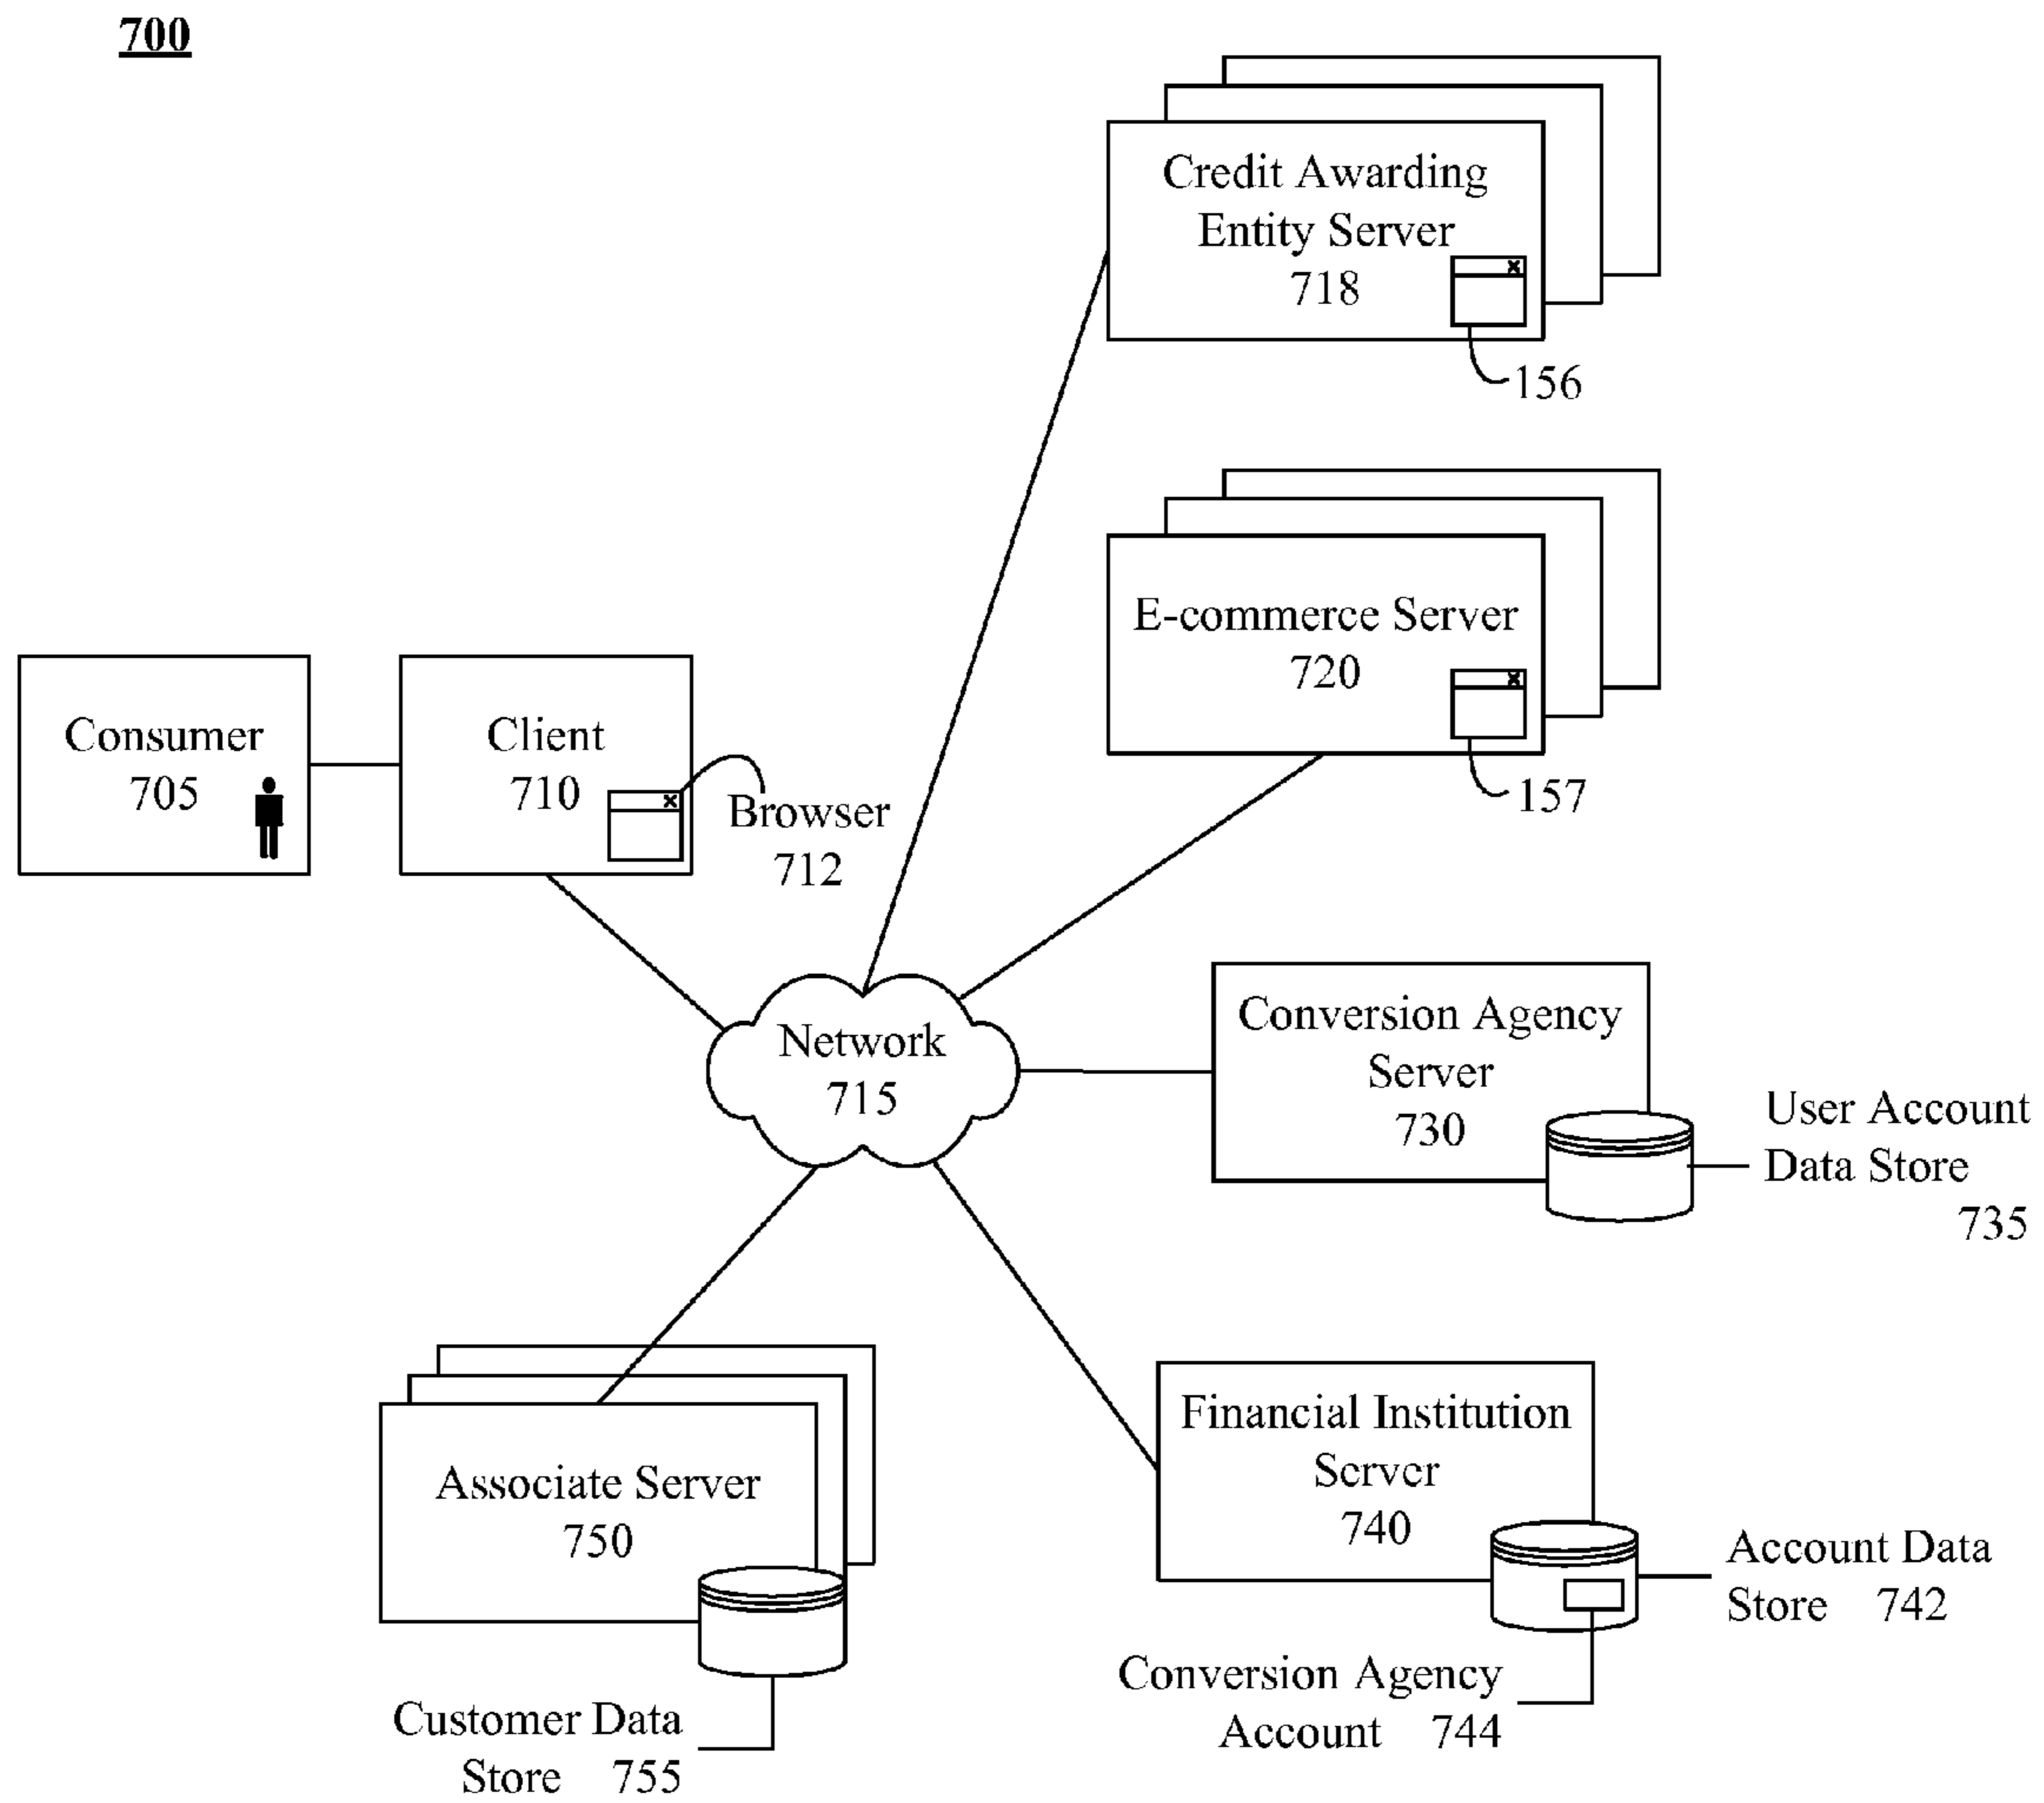 700
Credit Awarding
Entity Server
718
156
E-commerce Server
720
157
Consumer
705
Client
710
Browser
712
Network
715
Conversion Agency
Server
730
User Account
Data Store
735
Associate Server
750
Customer Data
Store 755
Financial Institution
Server
740
Account Data
Store 742
Conversion Agency
Account 744